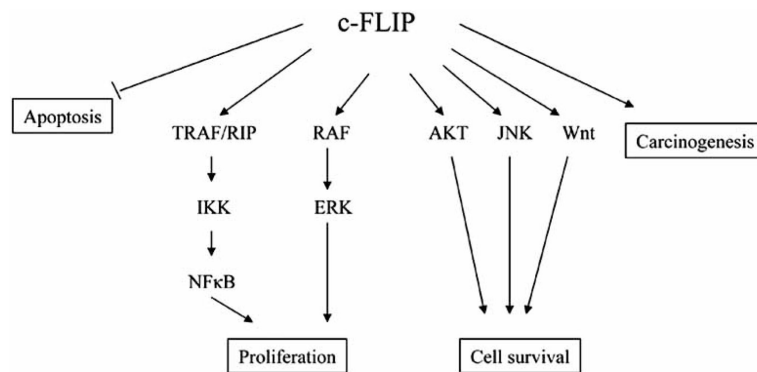 c-FLIP
Apoptosis
TRAF/RIP
RAF
AKT
JNK
Wnt
Carcinogenesis
IKK
ERK
NFκB
Proliferation
Cell survival